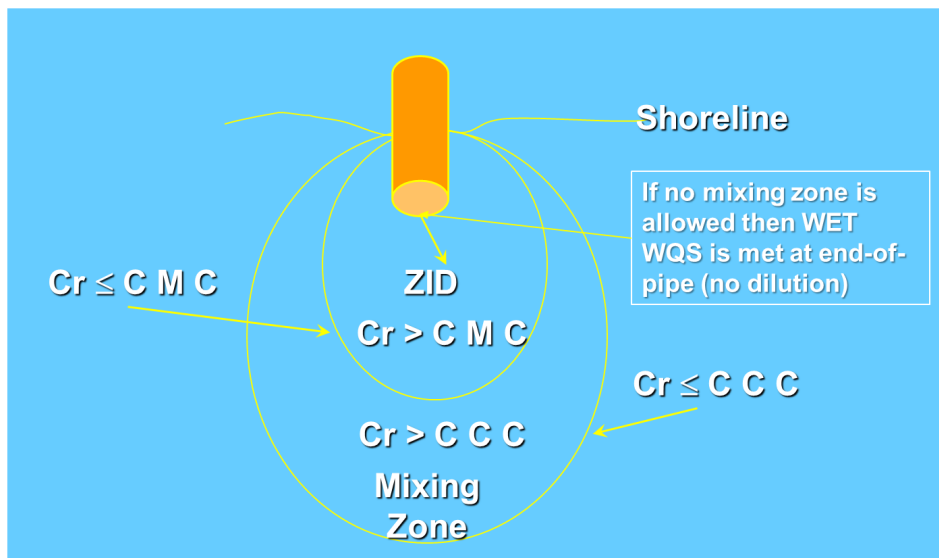 Shoreline
If no mixing zone is
allowed then WET
WQS is met at end-of-
pipe (no dilution)
Cr ≤ C M C
ZID
Cr > C M C
Cr ≤ C C C
Cr > C C C
Mixing
Zone